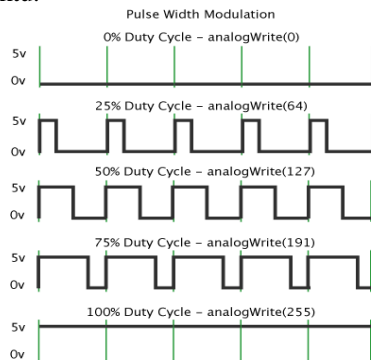 Pulse Width Modulation
0% Duty Cycle – analogWrite(0)
5v
0v
25% Duty Cycle – analogWrite(64)
5v
0v
50% Duty Cycle – analogWrite(127)
5v
0v
75% Duty Cycle – analogWrite(191)
5v
0v
100% Duty Cycle – analogWrite(255)
5v
0v